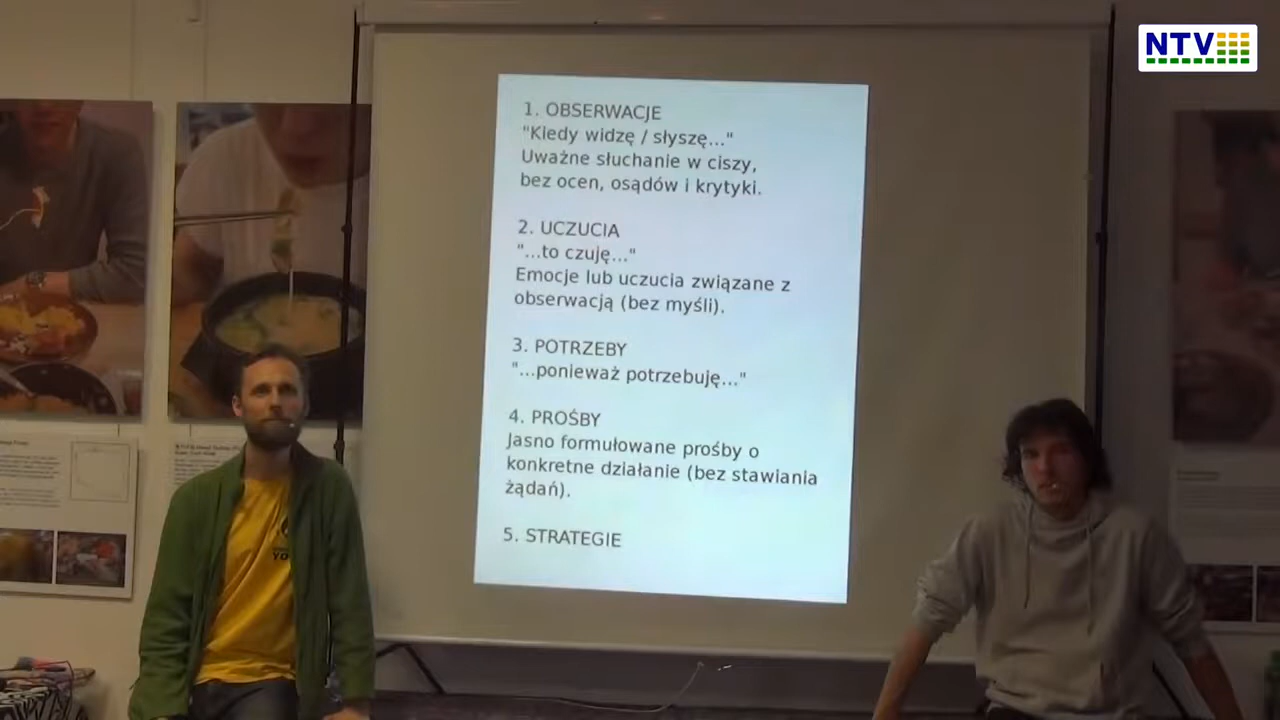 NTV
1. OBSERWACJE
"Kiedy widzę / słyszę..."
Uważne słuchanie w ciszy,
bez ocen, osądów i krytyki.
2. UCZUCIA
"...to czuję..."
Emocje lub uczucia związane z
obserwacją (bez myśli).
3. POTRZEBY
"...ponieważ potrzebuję..."
4. PROŚBY
Jasno formułowane prośby o
konkretne działanie (bez stawiania
żądań).
5. STRATEGIE